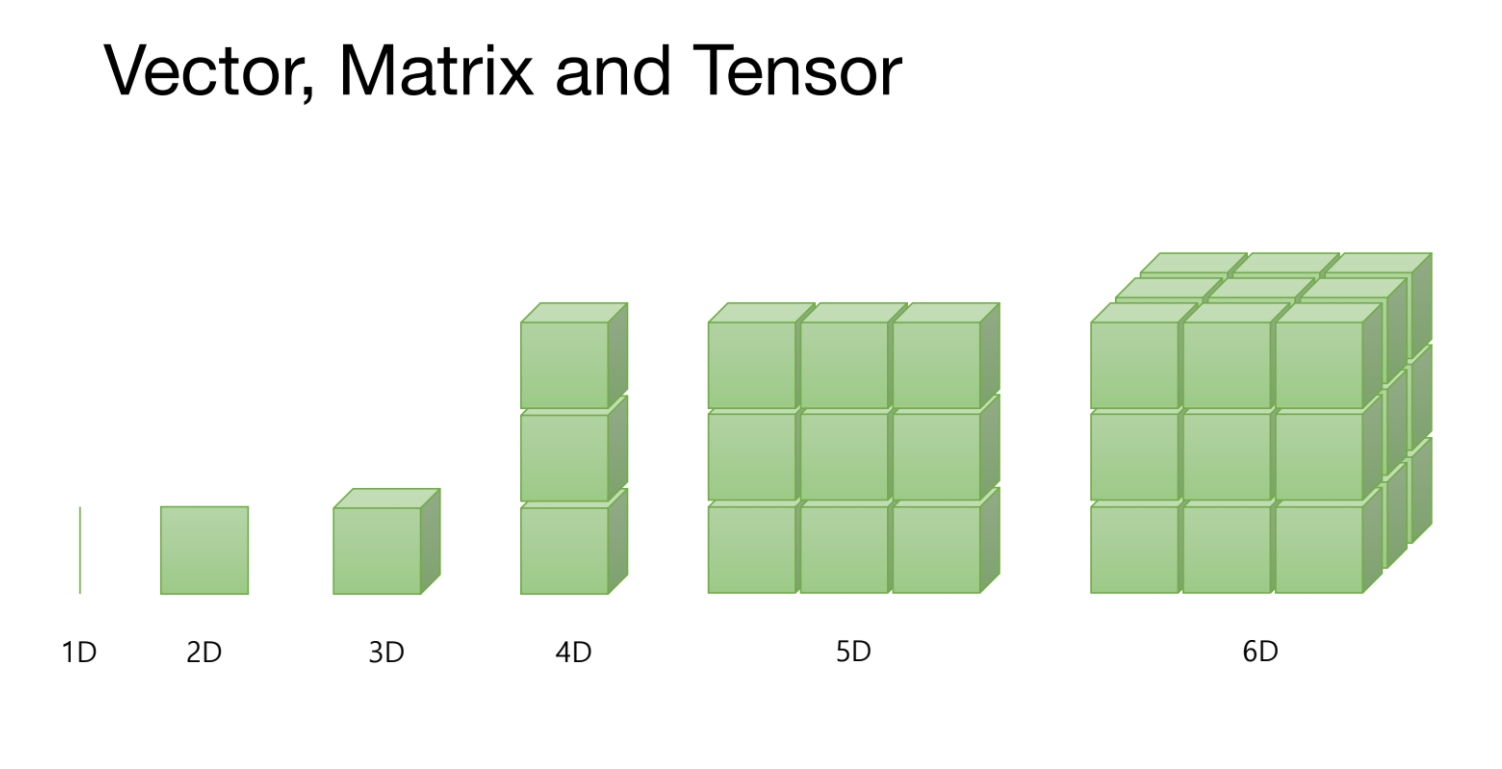 Vector, Matrix and Tensor
1D 2D 3D 4D 5D 6D